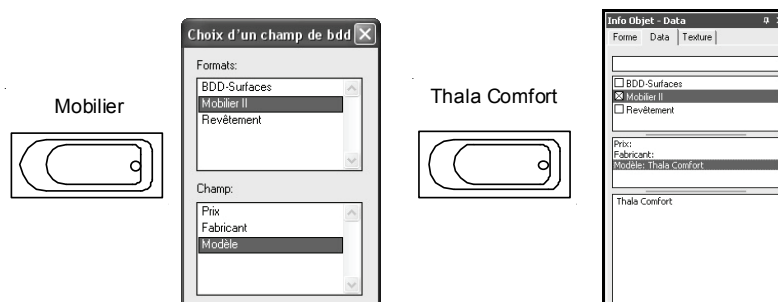 Mobilier
Choix d'un champ de bdd
Formats:
BDD-Surfaces
Mobilier II
Revêtement
Champ:
Prix
Fabricant
Modèle
Thala Comfort
Info Objet - Data
Forme Data Texture
BDD-Surfaces
Mobilier II
Revêtement
Prix:
Fabricant:
Modèle: Thala Comfort
Thala Comfort